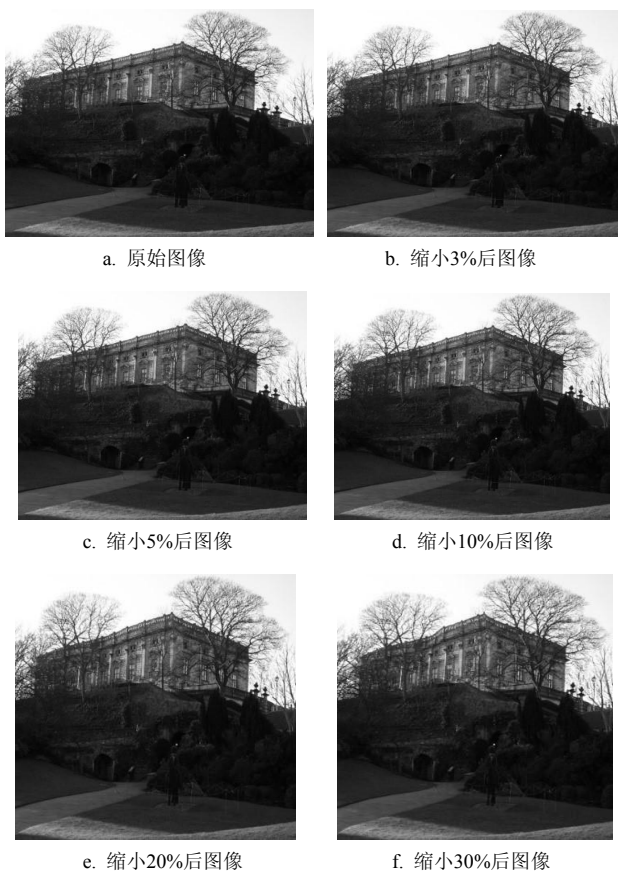 a. 原始图像
b. 缩小3%后图像
c. 缩小5%后图像
d. 缩小10%后图像
e. 缩小20%后图像
f. 缩小30%后图像